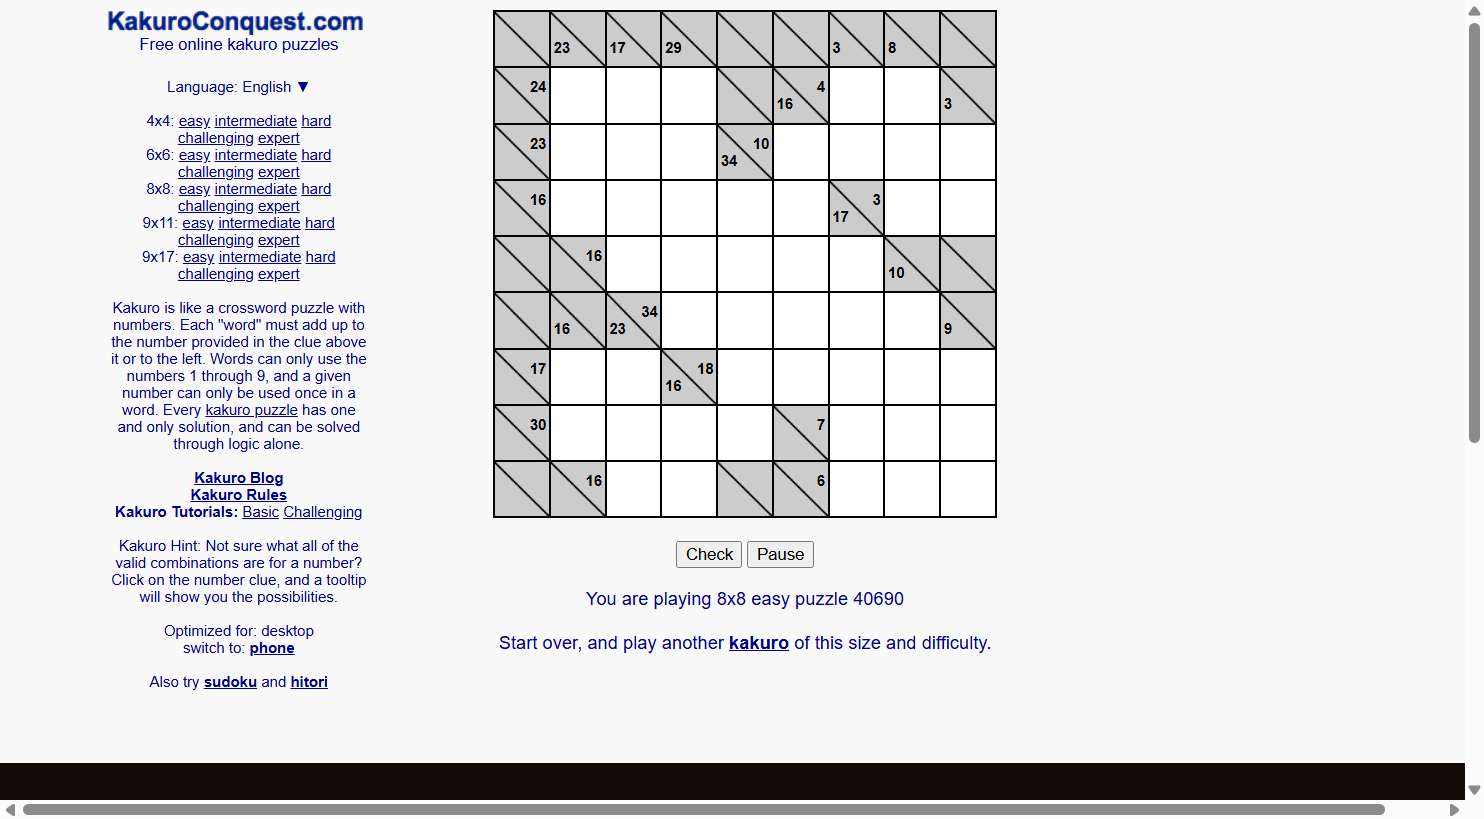 KakuroConquest.com
Free online kakuro puzzles
Language: English ▼
4x4: easy intermediate hard
challenging expert
6x6: easy intermediate hard
challenging expert
8x8: easy intermediate hard
challenging expert
9x11: easy intermediate hard
challenging expert
9x17: easy intermediate hard
challenging expert
Kakuro is like a crossword puzzle with
numbers. Each "word" must add up to
the number provided in the clue above
it or to the left. Words can only use the
numbers 1 through 9, and a given
number can only be used once in a
word. Every kakuro puzzle has one
and only solution, and can be solved
through logic alone.
Kakuro Blog
Kakuro Rules
Kakuro Tutorials: Basic Challenging
Kakuro Hint: Not sure what all of the
valid combinations are for a number?
Click on the number clue, and a tooltip
will show you the possibilities.
Optimized for: desktop
switch to: phone
Also try sudoku and hitori
23 17 29 3 8
24 16 4 3
23 34 10
16 17 3
16 10
16 23 34 9
17 16 18
30 7
16 6
Check Pause
You are playing 8x8 easy puzzle 40690
Start over, and play another kakuro of this size and difficulty.